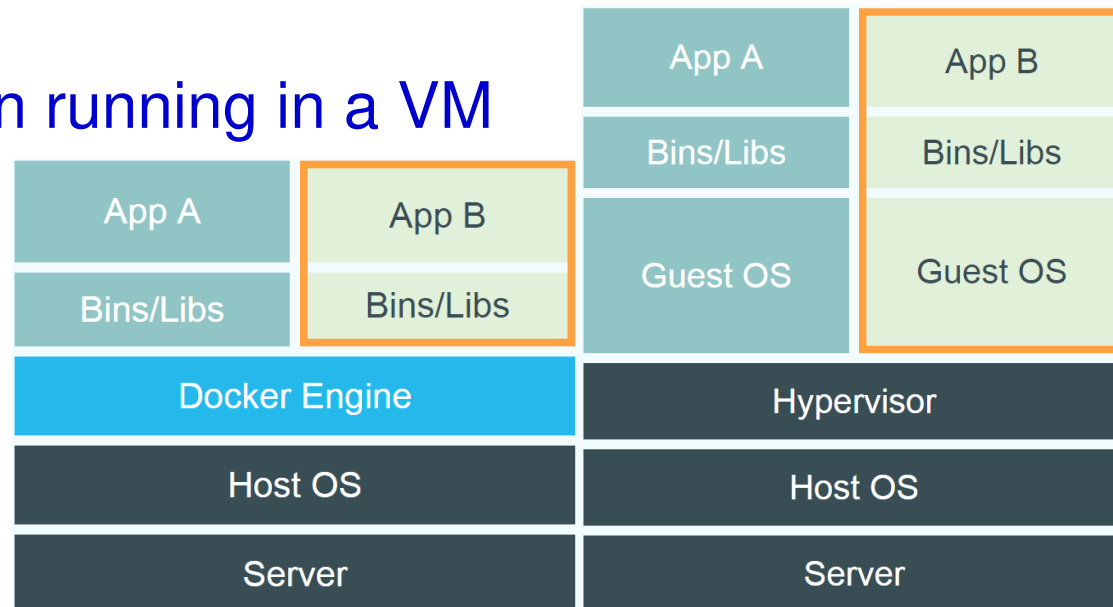 n running in a VM
App A
App B
Bins/Libs
Bins/Libs
Docker Engine
Host OS
Server
App A
App B
Bins/Libs
Bins/Libs
Guest OS
Guest OS
Hypervisor
Host OS
Server